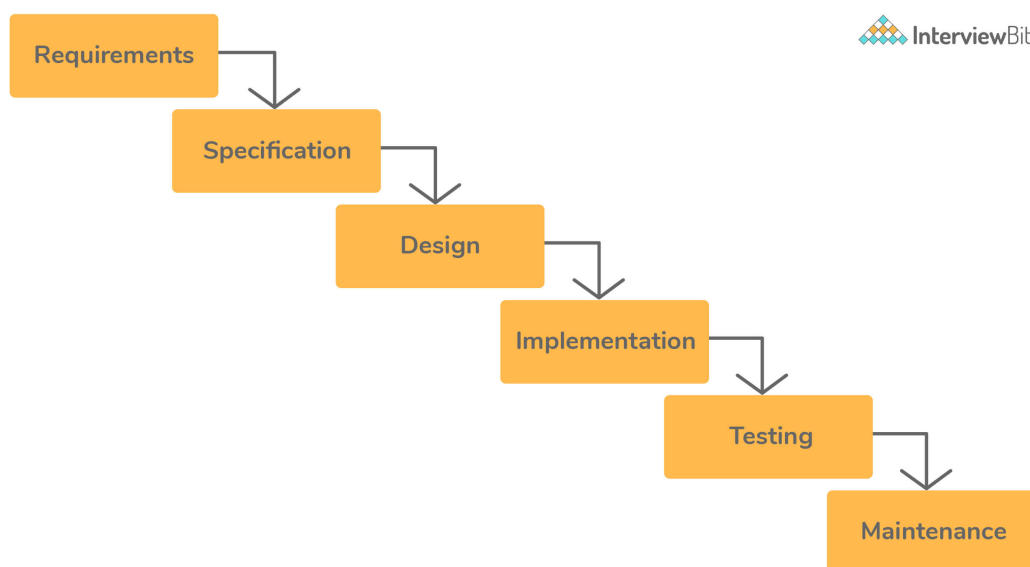 Requirements
InterviewBit
Specification
Design
Implementation
Testing
Maintenance